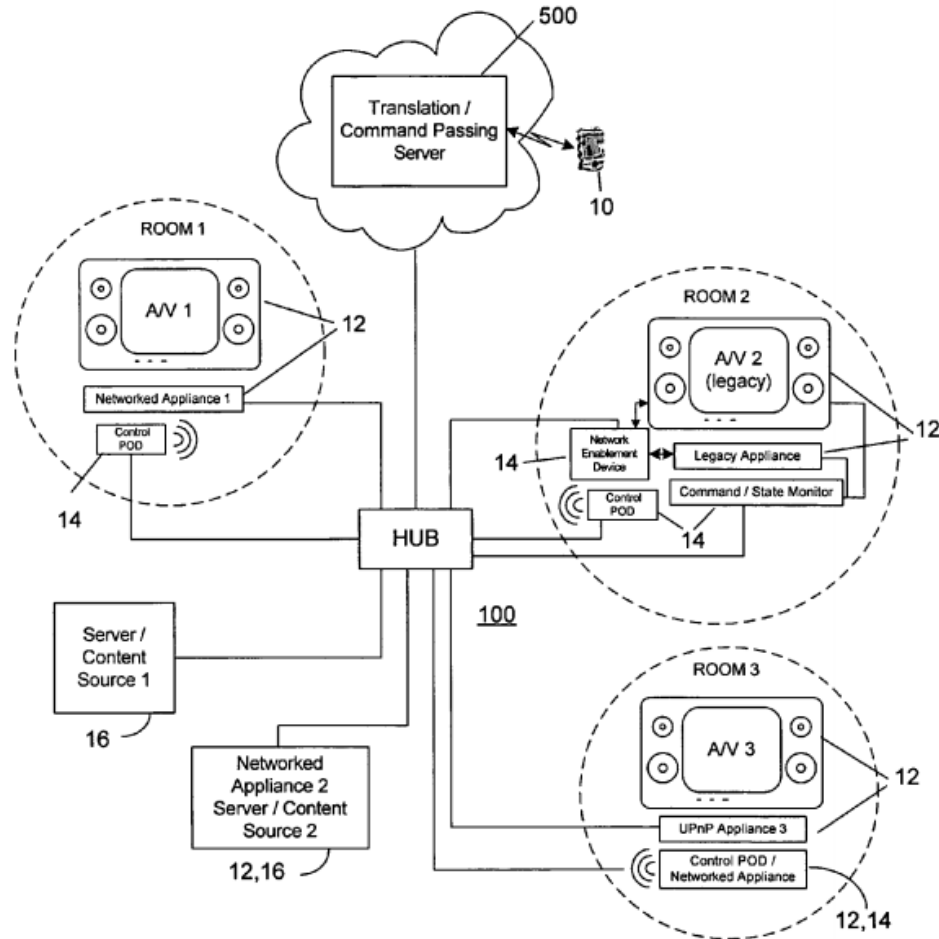 500
Translation /
Command Passing
Server
10
ROOM 1
A/V 1
12
Networked Appliance 1
Control
POD
14
ROOM 2
A/V 2
(legacy)
12
Network
Enablement
Device
14
Legacy Appliance
Command / State Monitor
Control
POD
14
HUB
100
Server /
Content
Source 1
16
Networked
Appliance 2
Server / Content
Source 2
12,16
ROOM 3
A/V 3
12
UPnP Appliance 3
Control POD /
Networked Appliance
12,14